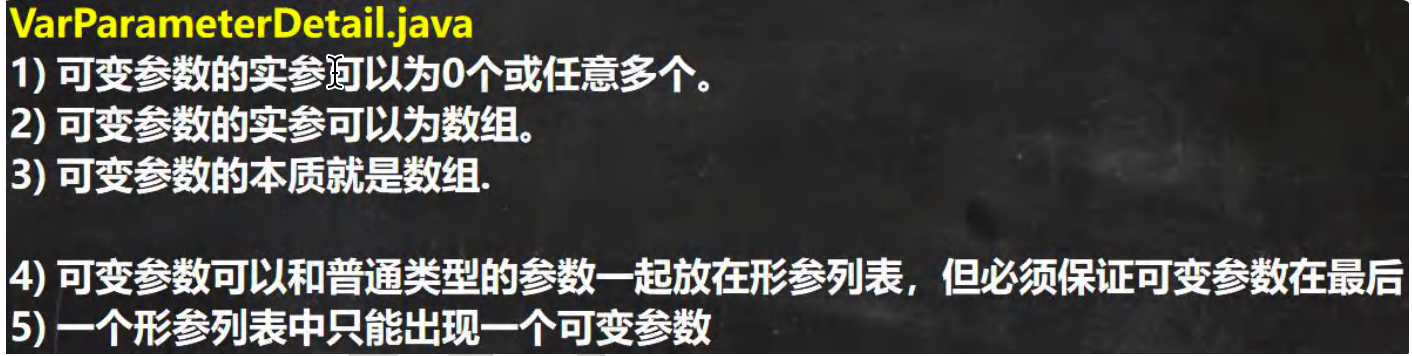 VarParameterDetail.java
1) 可变参数的实参可以为0个或任意多个。
2) 可变参数的实参可以为数组。
3) 可变参数的本质就是数组.
4) 可变参数可以和普通类型的参数一起放在形参列表，但必须保证可变参数在最后
5) 一个形参列表中只能出现一个可变参数